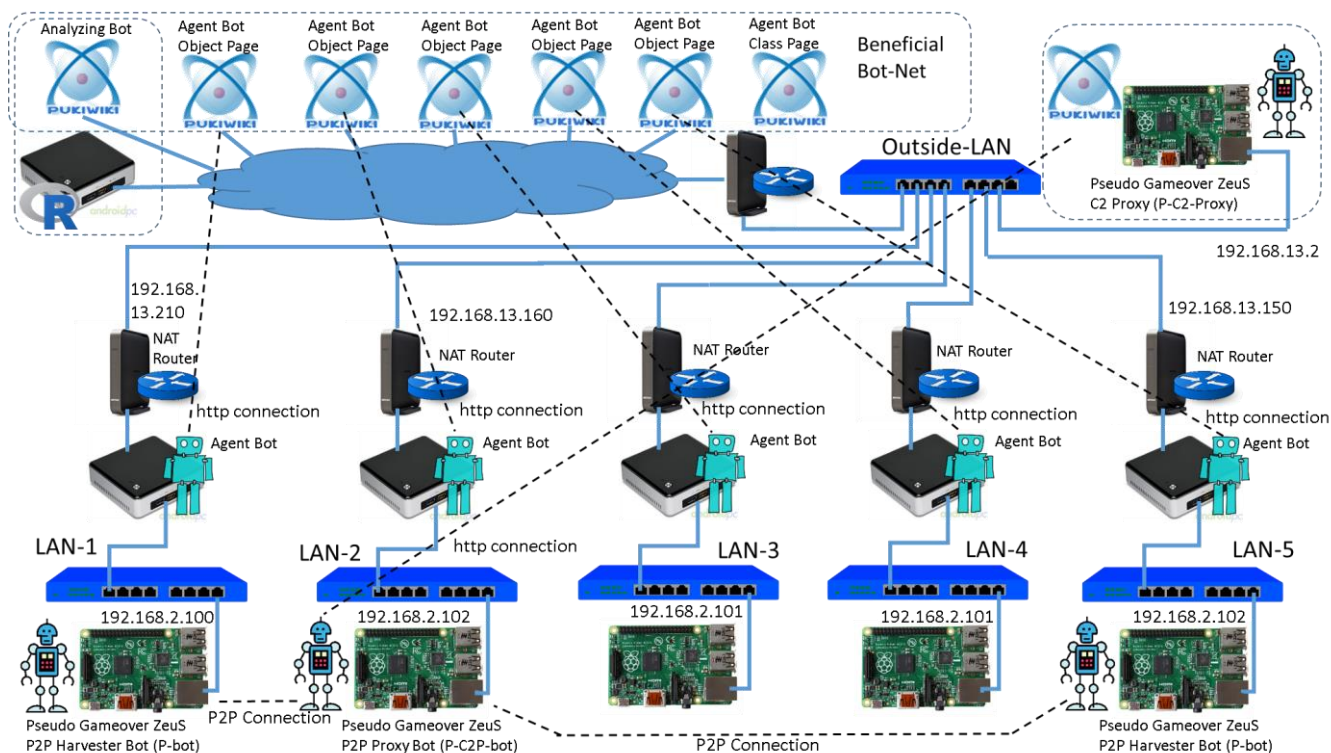 Analyzing Bot
Agent Bot
Object Page
Agent Bot
Object Page
Agent Bot
Object Page
Agent Bot
Object Page
Agent Bot
Object Page
Agent Bot
Class Page
Beneficial
Bot-Net
PUKIWIKI
PUKIWIKI
PUKIWIKI
PUKIWIKI
PUKIWIKI
PUKIWIKI
PUKIWIKI
PUKIWIKI
R
androidpc
Outside-LAN
Pseudo Gameover ZeuS
C2 Proxy (P-C2-Proxy)
192.168.13.2
192.168.
13.210
NAT
Router
192.168.13.160
NAT Router
NAT Router
NAT Router
192.168.13.150
NAT Router
http connection
http connection
http connection
http connection
http connection
Agent Bot
Agent Bot
Agent Bot
Agent Bot
Agent Bot
androidpc
androidpc
androidpc
androidpc
androidpc
http connection
LAN-1
LAN-2
LAN-3
LAN-4
LAN-5
192.168.2.100
192.168.2.102
192.168.2.101
192.168.2.101
192.168.2.102
P2P Connection
P2P Connection
Pseudo Gameover ZeuS
P2P Harvester Bot (P-bot)
Pseudo Gameover ZeuS
P2P Proxy Bot (P-C2P-bot)
Pseudo Gameover ZeuS
P2P Harvester Bot (P-bot)